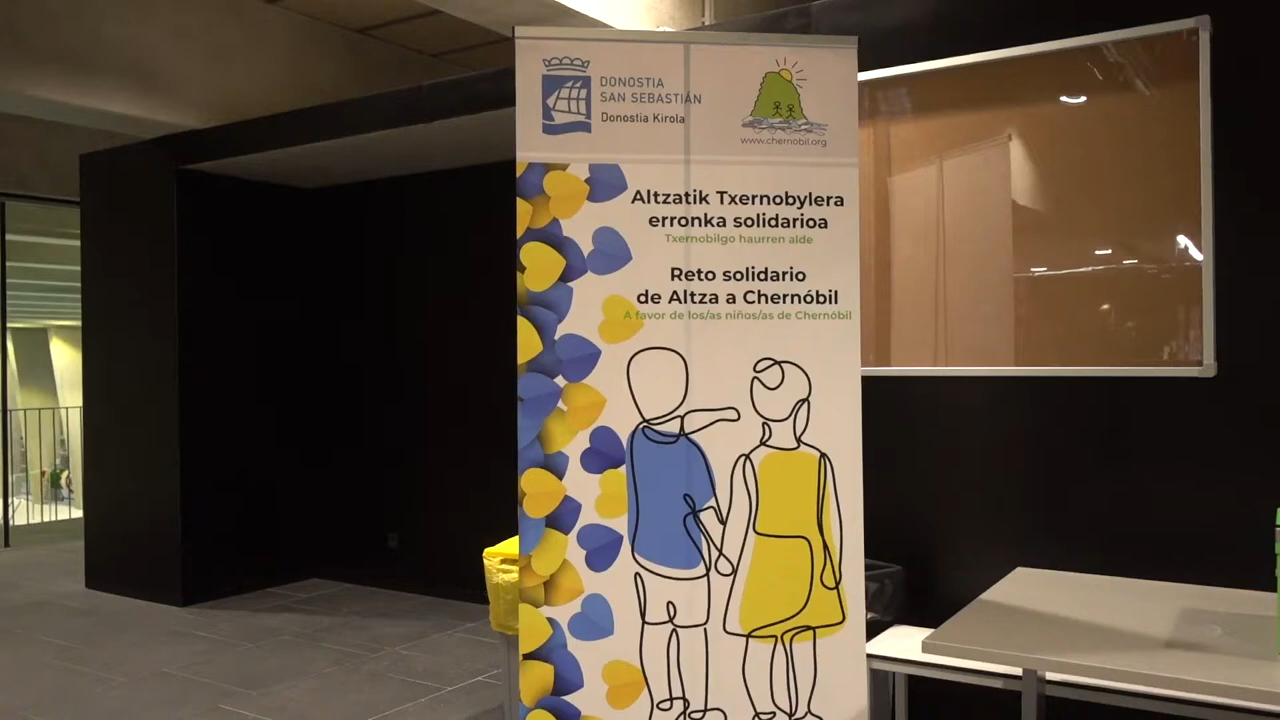 DONOSTIA
SAN SEBASTIÁN
Donostia Kirola
www.chernobil.org
Altzatik Txernobylera
erronka solidarioa
Txernobilgo haurren alde
Reto solidario
de Altza a Chernóbil
A favor de los/as niños/as de Chernóbil